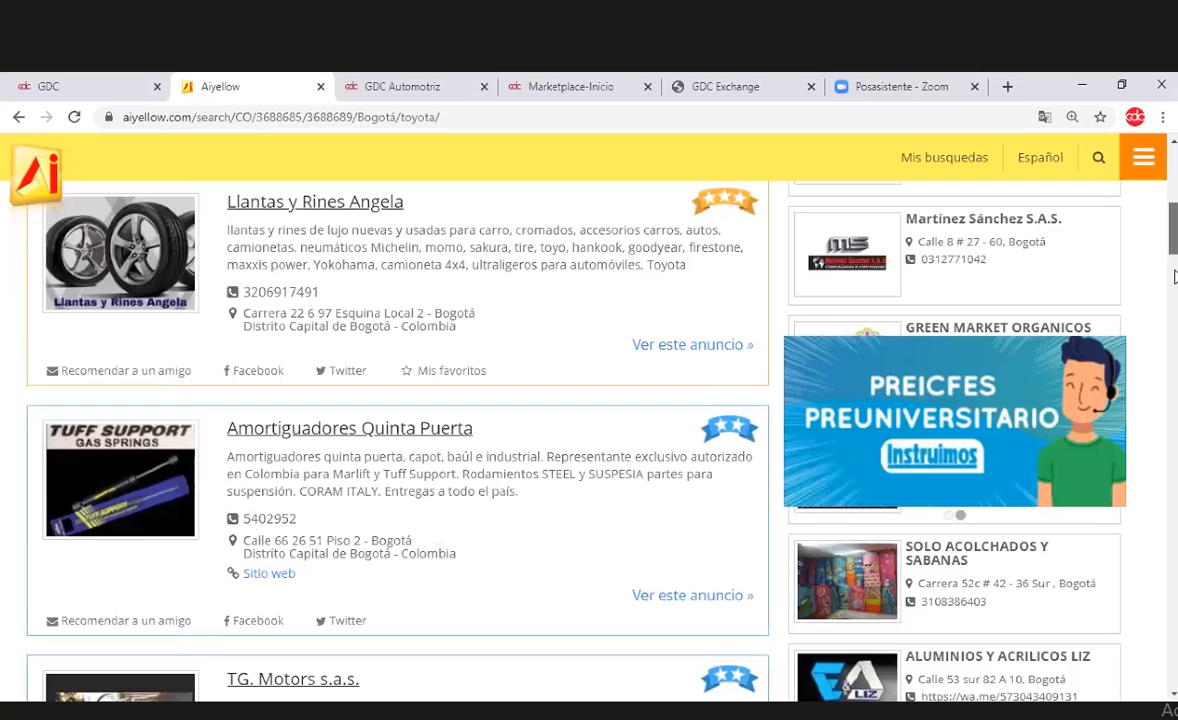 GDC
Aiyellow
GDC Automotriz
Marketplace-Inicio
GDC Exchange
Posasistente - Zoom
aiyellow.com/search/CO/3688685/3688689/Bogotá/toyota/
gdc
Ai
Mis busquedas
Español
Llantas y Rines Angela
llantas y rines de lujo nuevas y usadas para carro, cromados, accesorios carros, autos,
camionetas, neumáticos Michelin, momo, sakura, tire, toyo, hankook, goodyear, firestone,
maxxis power, Yokohama, camioneta 4x4, ultraligeros para automóviles, Toyota
3206917491
Carrera 22 6 97 Esquina Local 2 - Bogotá
Distrito Capital de Bogotá - Colombia
Ver este anuncio »
Llantas y Rines Angela
Recomendar a un amigo
Facebook
Twitter
Mis favoritos
TUFF SUPPORT
GAS SPRINGS
Amortiguadores Quinta Puerta
Amortiguadores quinta puerta, capot, baúl e industrial. Representante exclusivo autorizado
en Colombia para Marlift y Tuff Support. Rodamientos STEEL y SUSPESIA partes para
suspensión. CORAM ITALY. Entregas a todo el país.
5402952
Calle 66 26 51 Piso 2 - Bogotá
Distrito Capital de Bogotá - Colombia
Sitio web
Ver este anuncio »
Recomendar a un amigo
Facebook
Twitter
TG. Motors s.a.s.
Martínez Sánchez S.A.S.
Calle 8 # 27 - 60, Bogotá
0312771042
MS
GREEN MARKET ORGANICOS
PREICFES
PREUNIVERSITARIO
Instruimos
SOLO ACOLCHADOS Y
SABANAS
Carrera 52c # 42 - 36 Sur, Bogotá
3108386403
ALUMINIOS Y ACRILICOS LIZ
Calle 53 sur 82 A 10, Bogotá
https://wa.me/573043409131
LIZ